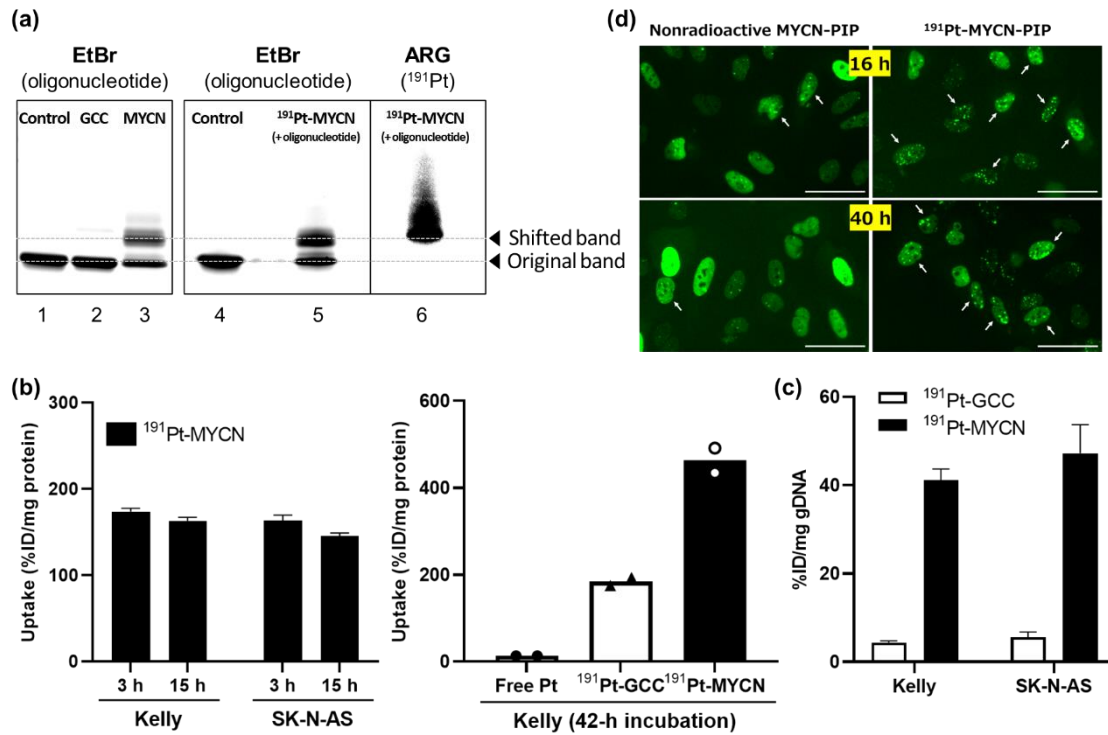 (a)
EtBr
(oligonucleotide)
EtBr
(oligonucleotide)
ARG
(¹⁹¹Pt)
Control GCC MYCN
Control ¹⁹¹Pt-MYCN
(+oligonucleotide)
¹⁹¹Pt-MYCN
(+oligonucleotide)
Shifted band
Original band
1 2 3 4 5 6
(d)
Nonradioactive MYCN-PIP
¹⁹¹Pt-MYCN-PIP
16 h
40 h
(b)
Uptake (%ID/mg protein)
300
200
100
0
¹⁹¹Pt-MYCN
3 h 15 h 3 h 15 h
Kelly SK-N-AS
Uptake (%ID/mg protein)
600
400
200
0
Free Pt ¹⁹¹Pt-GCC ¹⁹¹Pt-MYCN
Kelly (42-h incubation)
(c)
¹⁹¹Pt-GCC
¹⁹¹Pt-MYCN
%ID/mg gDNA
60
40
20
0
Kelly SK-N-AS